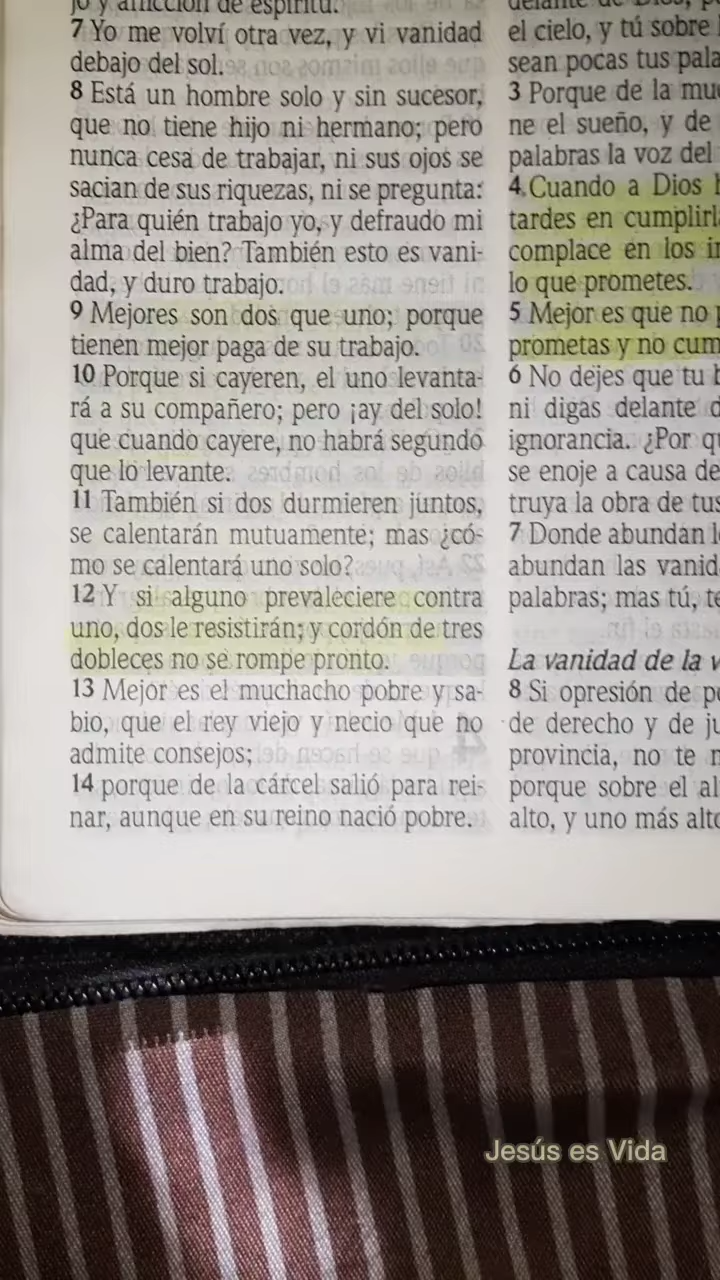 jo y aflicción de espíritu.
7 Yo me volví otra vez, y vi vanidad
debajo del sol.
8 Está un hombre solo y sin sucesor,
que no tiene hijo ni hermano; pero
nunca cesa de trabajar, ni sus ojos se
sacian de sus riquezas, ni se pregunta:
¿Para quién trabajo yo, y defraudo mi
alma del bien? También esto es vani-
dad, y duro trabajo.
9 Mejores son dos que uno; porque
tienen mejor paga de su trabajo.
10 Porque si cayeren, el uno levanta-
rá a su compañero; pero ¡ay del solo!
que cuando cayere, no habrá segundo
que lo levante.
11 También si dos durmieren juntos,
se calentarán mutuamente; mas ¿có-
mo se calentará uno solo?
12 Y si alguno prevaleciere contra
uno, dos le resistirán; y cordón de tres
dobleces no se rompe pronto.
13 Mejor es el muchacho pobre y sa-
bio, que el rey viejo y necio que no
admite consejos;
14 porque de la cárcel salió para rei-
nar, aunque en su reino nació pobre.
delante de Dios,
el cielo, y tú sobre
sean pocas tus
3 Porque de la
ne el sueño, y de
palabras la voz del
4 Cuando a Dios
tardes en
complace en los
lo que prometes.
5 Mejor es que no
prometas y no
6 No dejes que tu
ni digas delante
ignorancia. ¿Por
se enoje a causa de
truya la obra de tus
7 Donde abundan
abundan las
palabras; mas tú,
La vanidad de la
8 Si opresión de
de derecho y de
provincia, no te
porque sobre el
alto, y uno más
Jesús es Vida